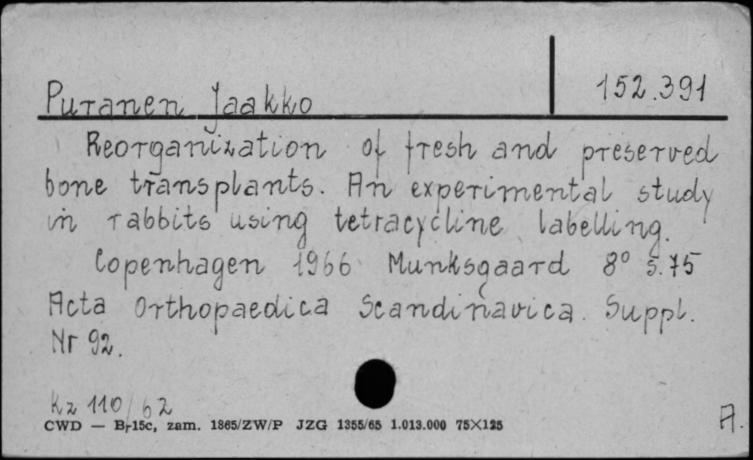 Puranen Jaakko 152.391
Reorganization of fresh and preserved
bone transplants. An experimental study
in rabbits using tetracycline labelling.
Copenhagen 1966 Munksgaard 8° s. 75
Acta Orthopaedica Scandinavica. Suppl.
Nr 92.
Kz 110/62
CWD — Br15c, zam. 1865/ZW/P JZG 1355/65 1.013.000 75×125
A.